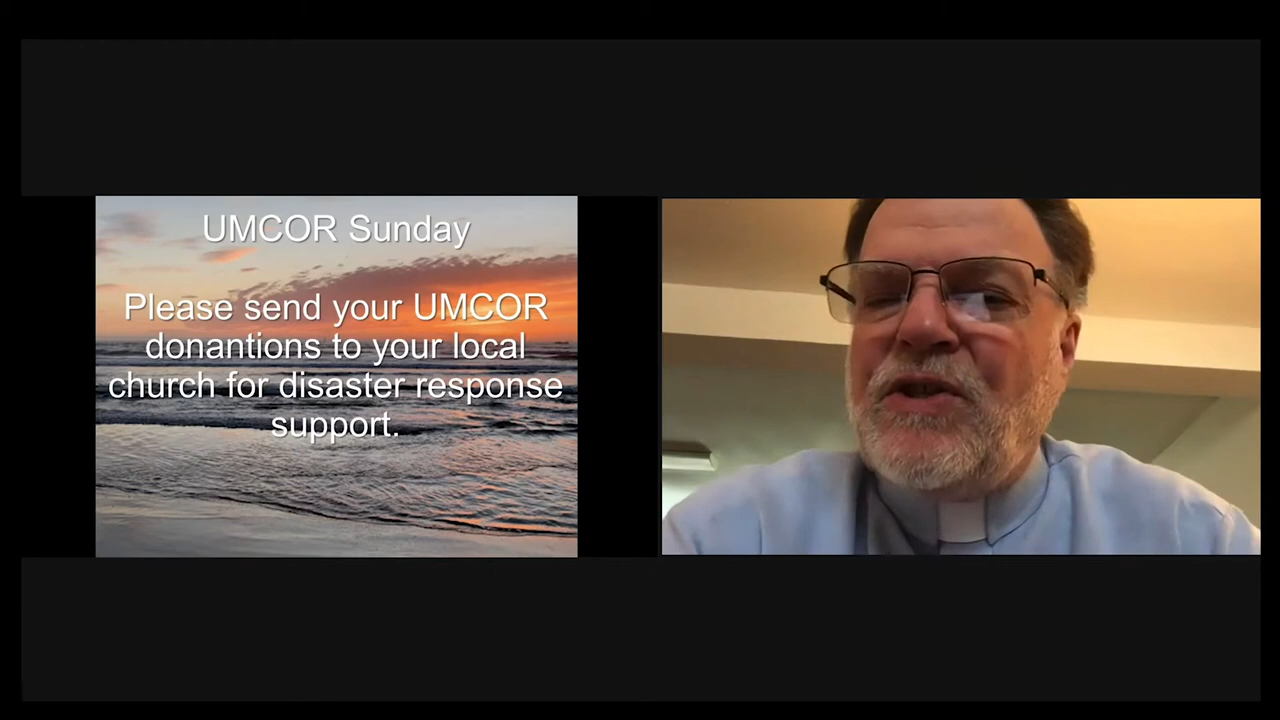 UMCOR Sunday
Please send your UMCOR
donantions to your local
church for disaster response
support.